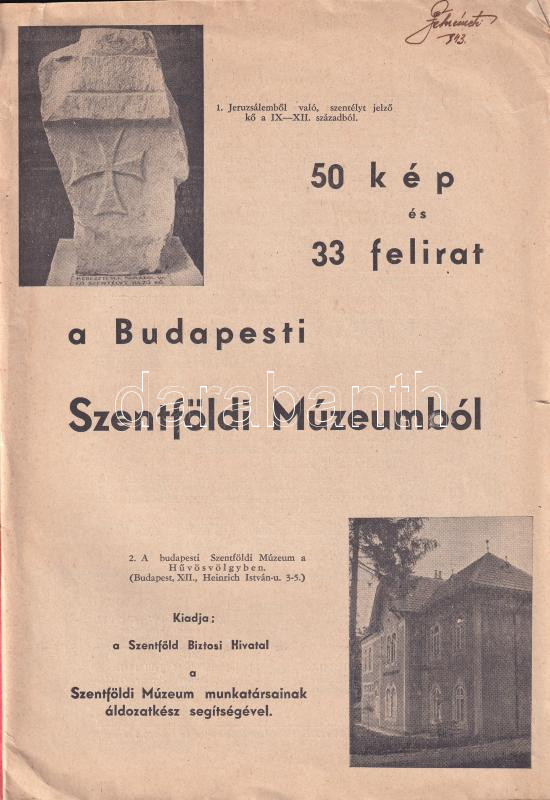 1. Jeruzsálemből való, szentélyt jelző
kő a IX—XII. századból.
50 kép
és
33 felirat
a Budapesti
Szentföldi Múzeumból
darabanth
2. A budapesti Szentföldi Múzeum a
Hűvösvölgyben.
(Budapest, XII., Heinrich István-u. 3-5.)
Kiadja;
a Szentföld Biztosi Hivatal
a
Szentföldi Múzeum munkatársainak
áldozatkész segítségével.